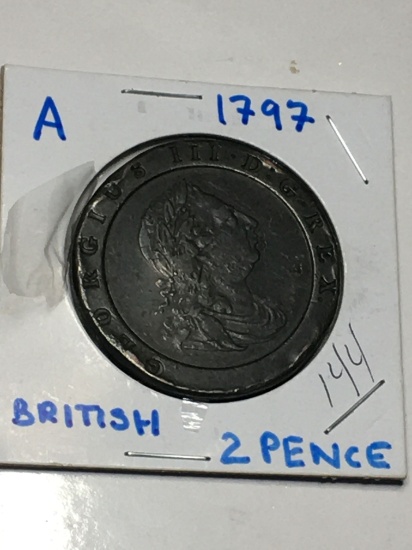 A 1797
GEORGIUS III·D·G·REX
144
BRITISH
2 PENCE